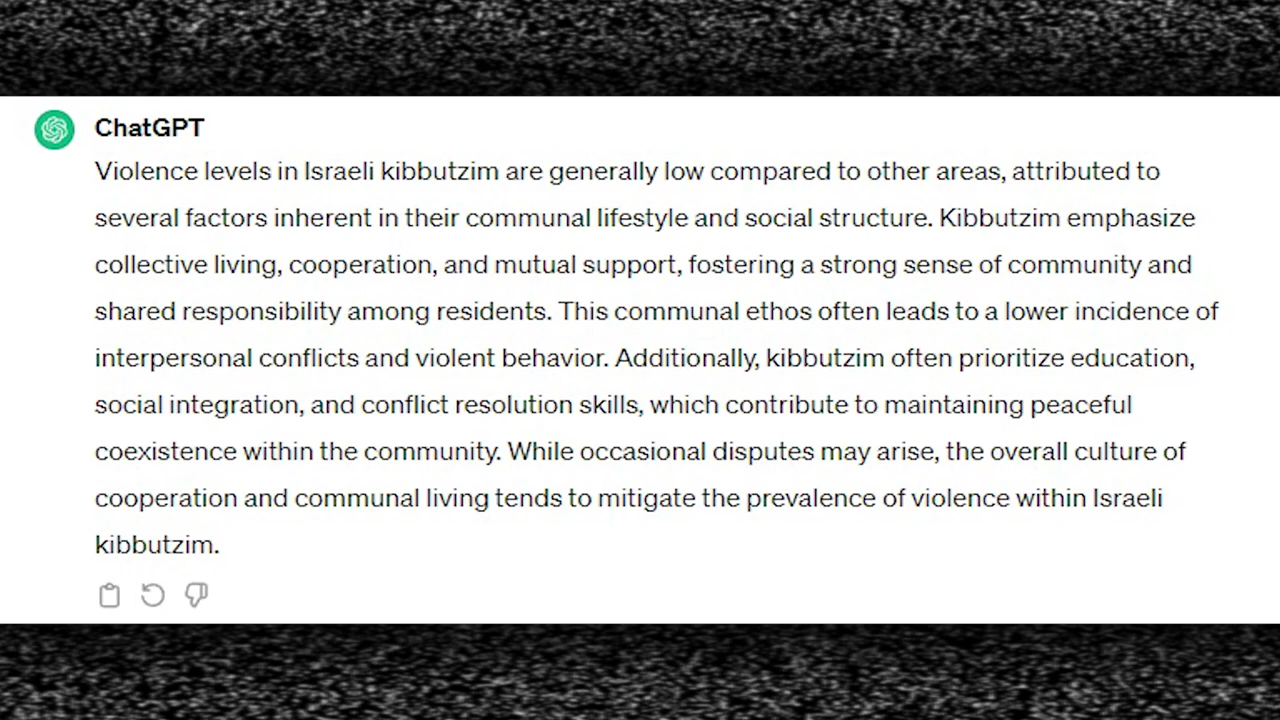 ChatGPT
Violence levels in Israeli kibbutzim are generally low compared to other areas, attributed to
several factors inherent in their communal lifestyle and social structure. Kibbutzim emphasize
collective living, cooperation, and mutual support, fostering a strong sense of community and
shared responsibility among residents. This communal ethos often leads to a lower incidence of
interpersonal conflicts and violent behavior. Additionally, kibbutzim often prioritize education,
social integration, and conflict resolution skills, which contribute to maintaining peaceful
coexistence within the community. While occasional disputes may arise, the overall culture of
cooperation and communal living tends to mitigate the prevalence of violence within Israeli
kibbutzim.